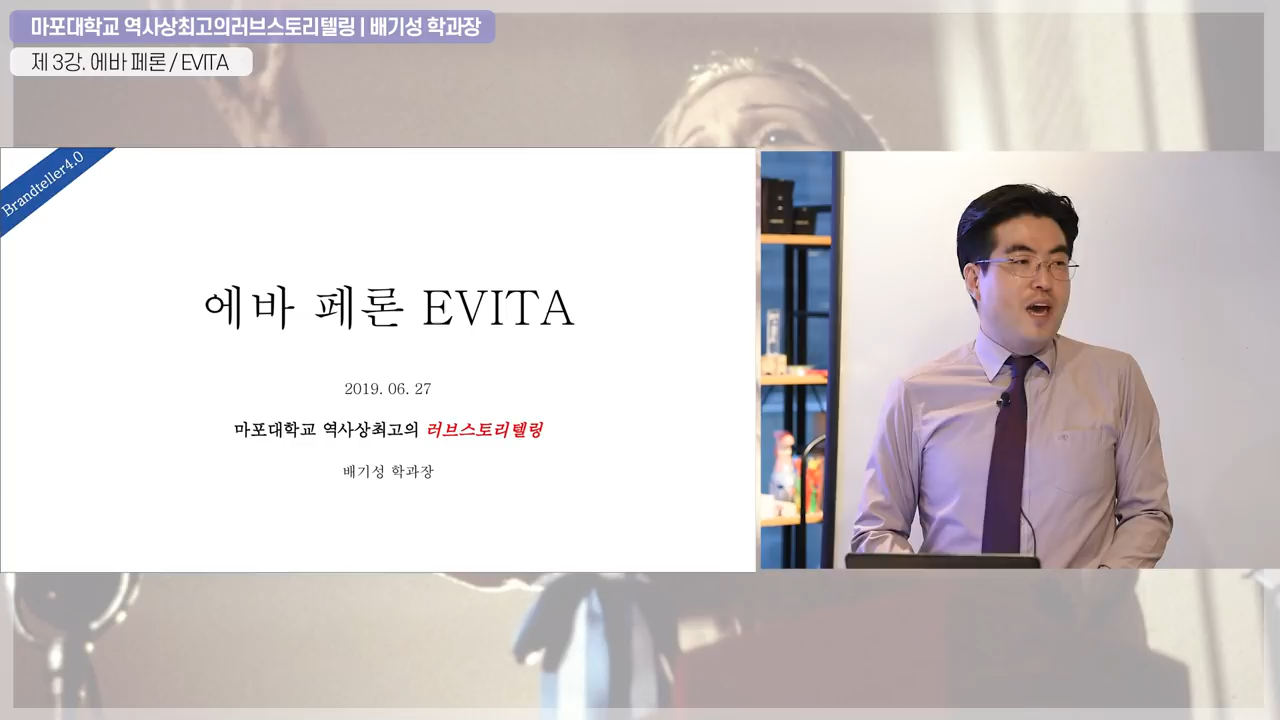 마포대학교 역사상최고의러브스토리텔링 | 배기성 학과장
제 3강. 에바 페론 / EVITA
Brandteller4.0
에바 페론 EVITA
2019. 06. 27
마포대학교 역사상최고의 러브스토리텔링
배기성 학과장